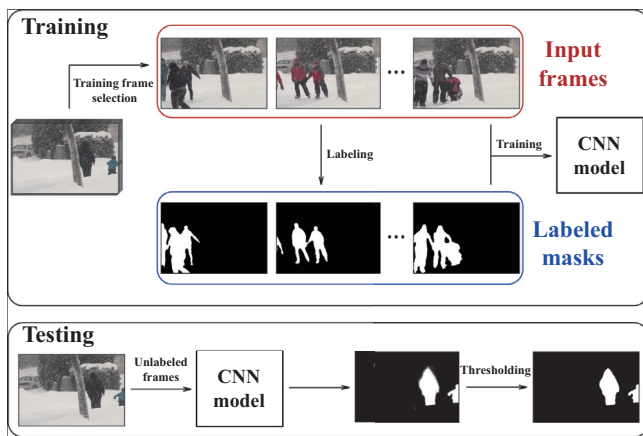 Training
Training frame
selection
Input
frames
...
Labeling
Training
CNN
model
...
Labeled
masks
Testing
Unlabeled
frames
CNN
model
Thresholding